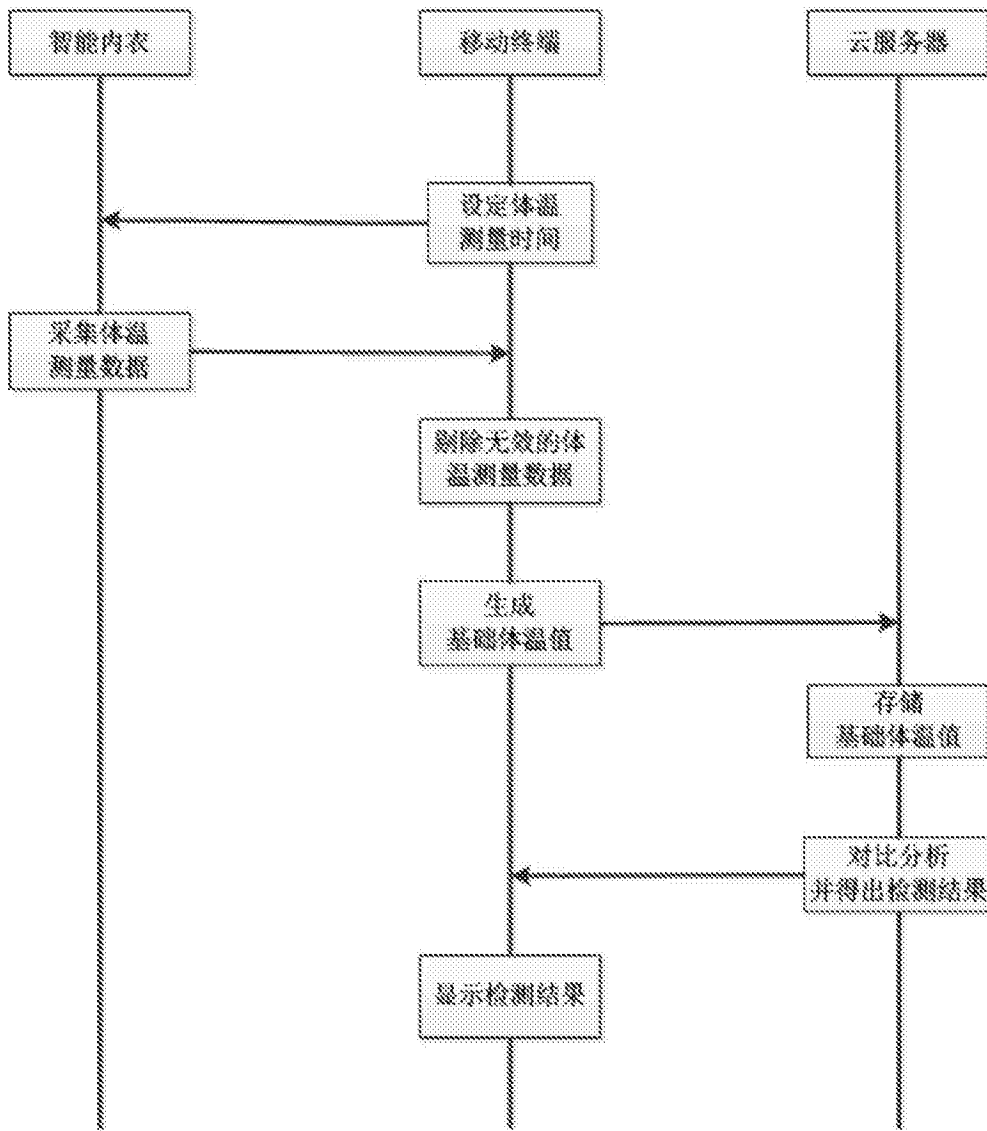 智能内衣
移动终端
云服务器
设定体温
测量时间
采集体温
测量数据
剔除无效的体
温测量数据
生成
基础体温值
存储
基础体温值
对比分析
并得出检测结果
显示检测结果